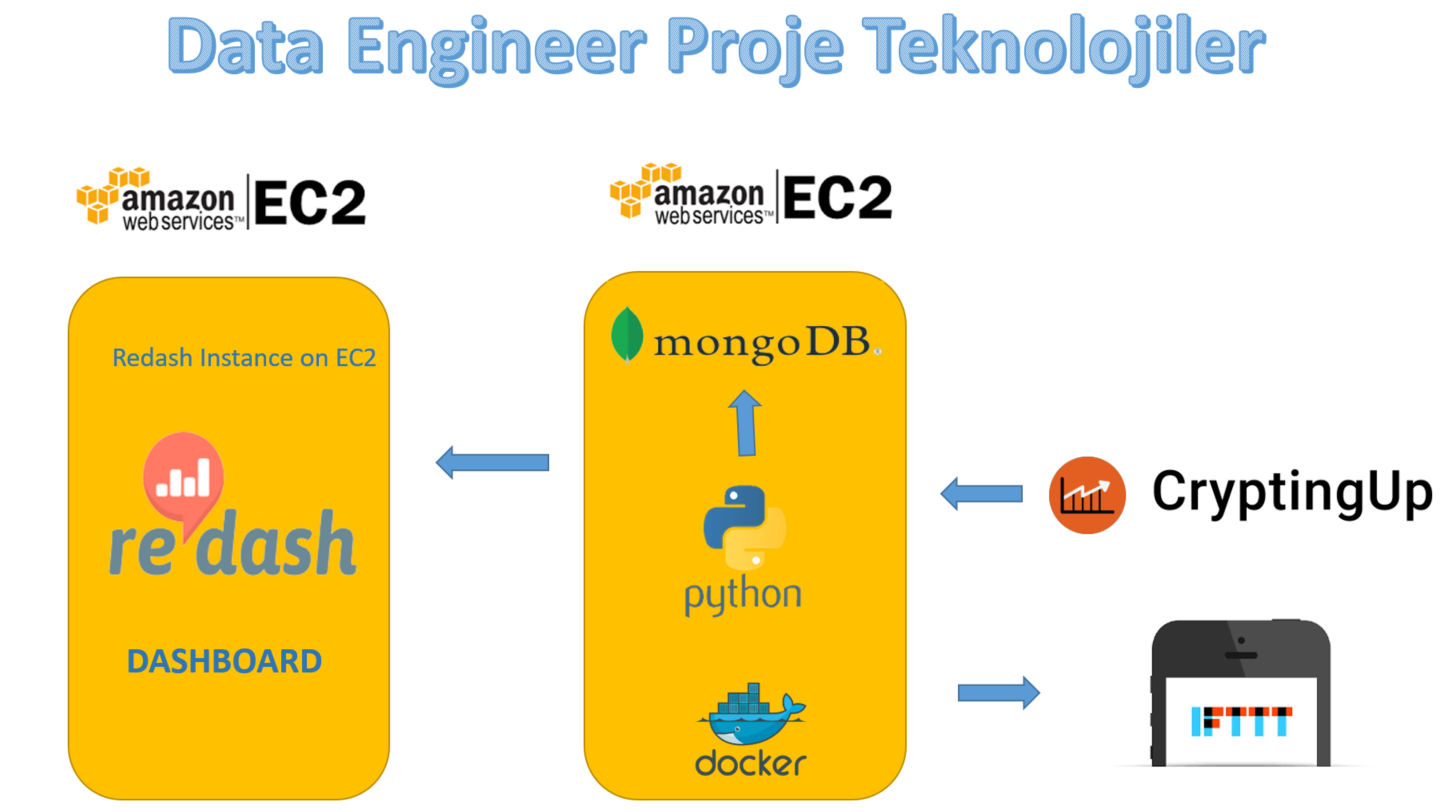 Data Engineer Proje Teknolojiler
amazon
web services™
EC2
amazon
web services™
EC2
Redash Instance on EC2
redash
DASHBOARD
mongoDB®
python
docker
CryptingUp
IFTTT